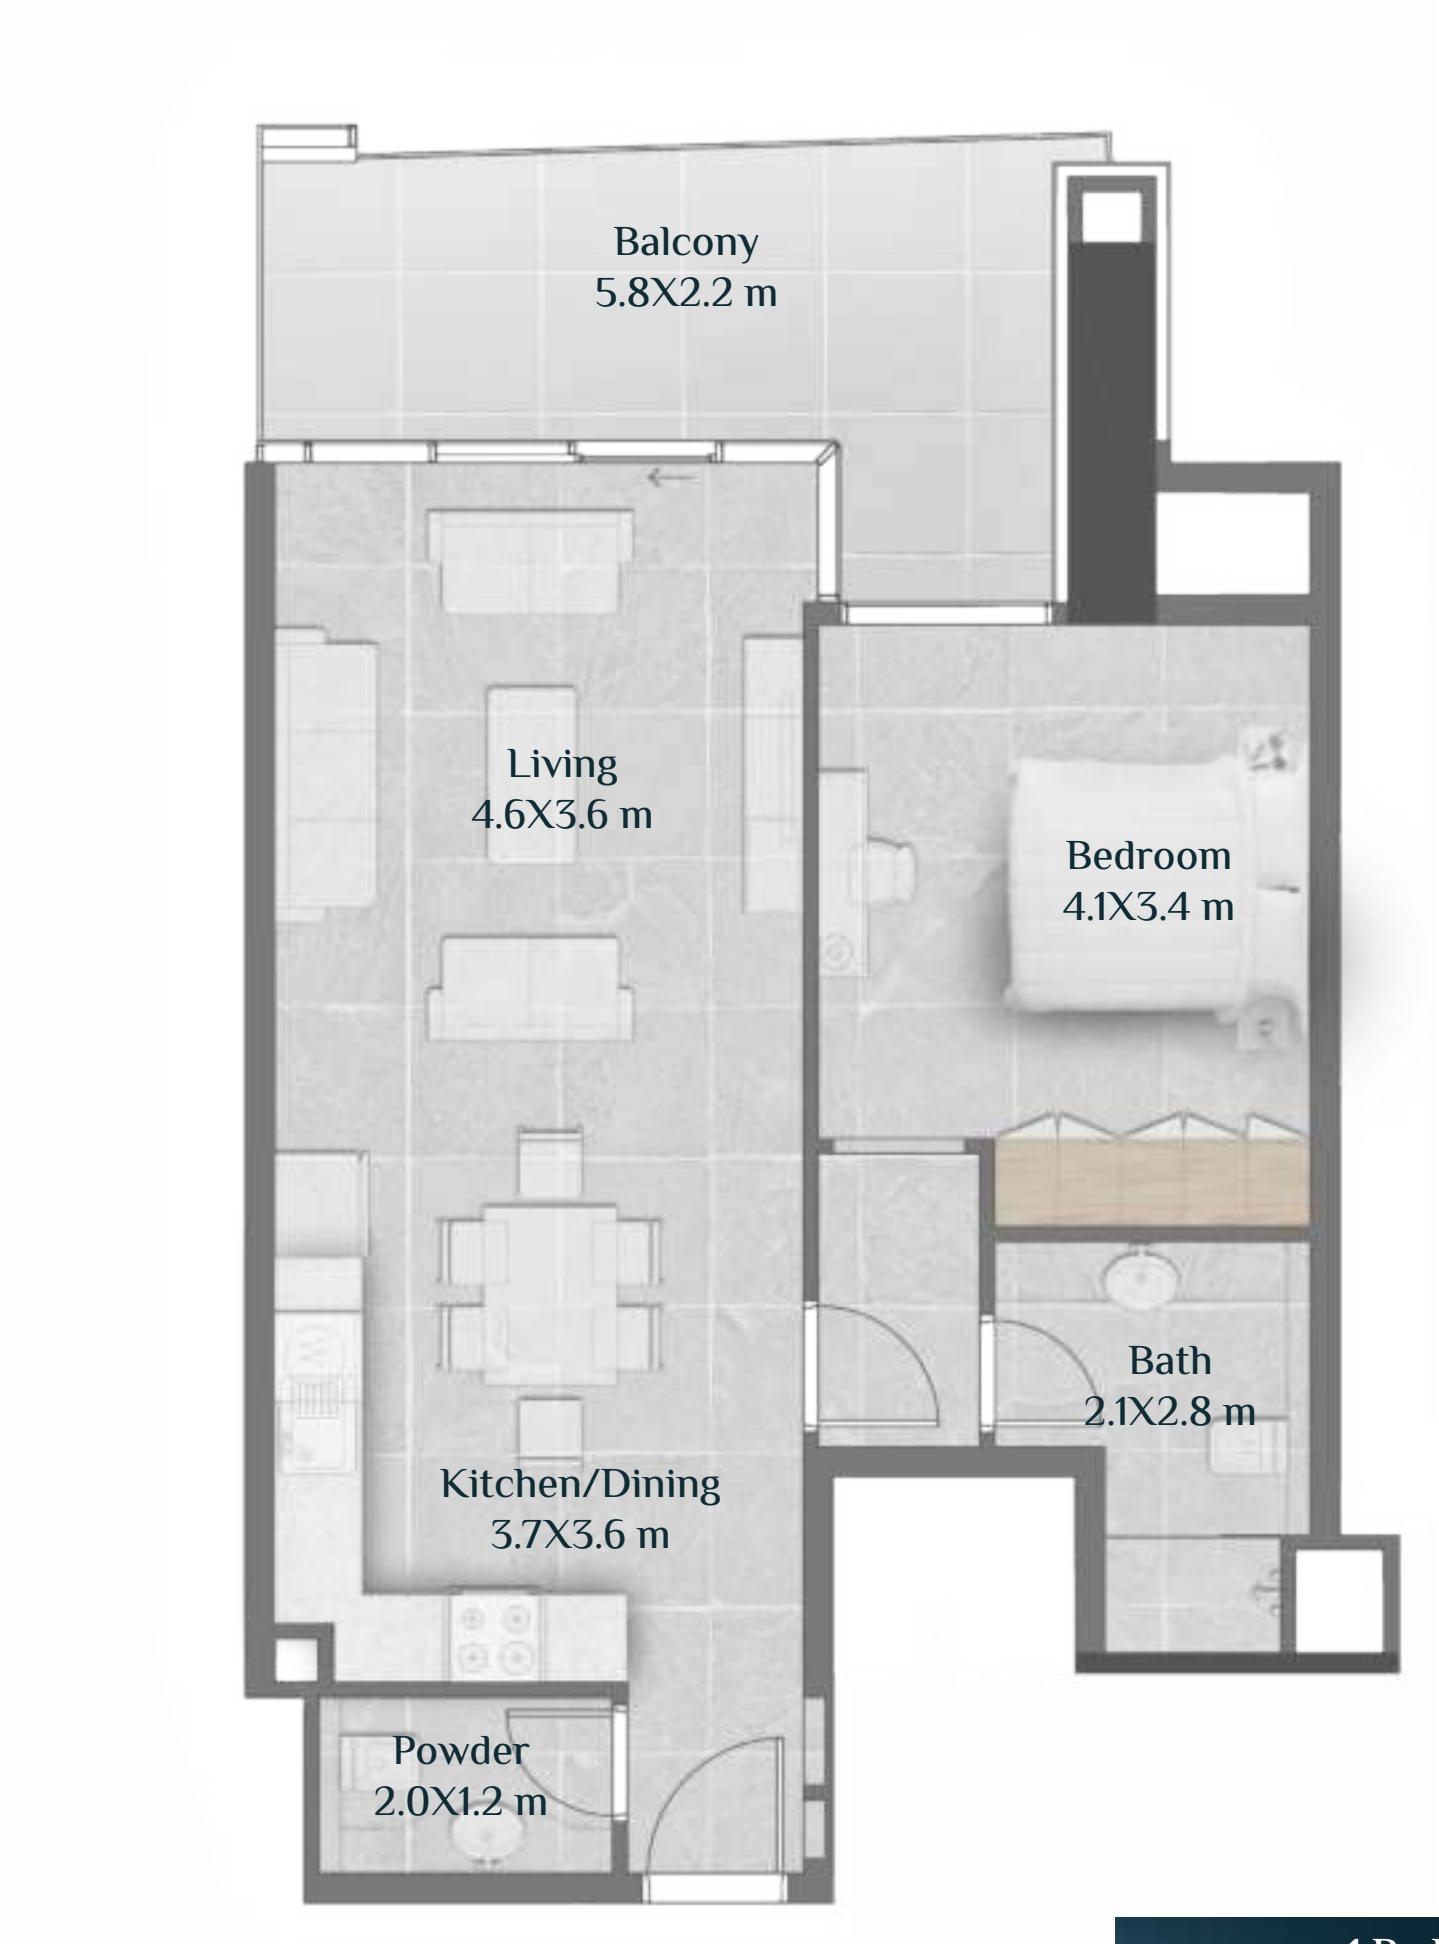 Balcony
5.8X2.2 m
Living
4.6X3.6 m
Bedroom
4.1X3.4 m
Bath
2.1X2.8 m
Kitchen/Dining
3.7X3.6 m
Powder
2.0X1.2 m